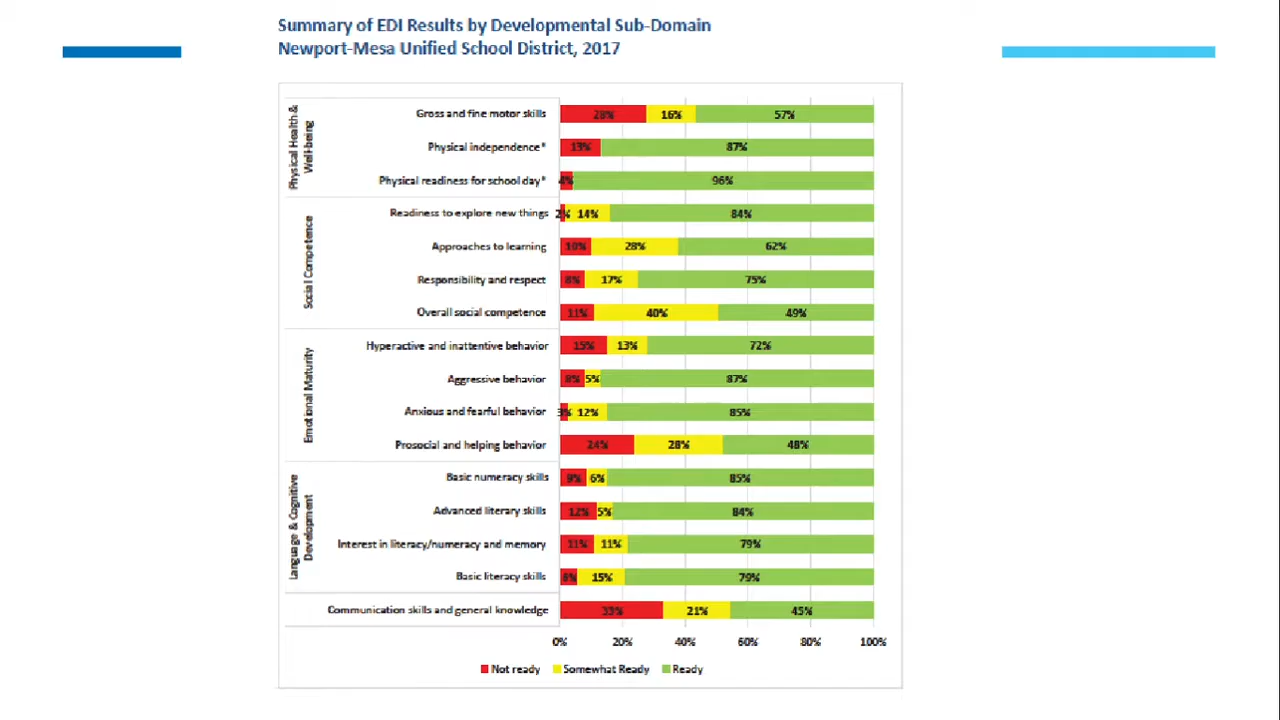 Summary of EDI Results by Developmental Sub-Domain
Newport-Mesa Unified School District, 2017
Physical Health &
Well-being
Gross and fine motor skills 28% 16% 57%
Physical independence* 13% 87%
Physical readiness for school day* 4% 96%
Social Competence
Readiness to explore new things 2% 14% 84%
Approaches to learning 10% 28% 62%
Responsibility and respect 8% 17% 75%
Overall social competence 11% 40% 49%
Emotional Maturity
Hyperactive and inattentive behavior 15% 13% 72%
Aggressive behavior 8% 5% 87%
Anxious and fearful behavior 3% 12% 85%
Prosocial and helping behavior 24% 28% 48%
Language & Cognitive
Development
Basic numeracy skills 9% 6% 85%
Advanced literary skills 12% 5% 84%
Interest in literacy/numeracy and memory 11% 11% 79%
Basic literacy skills 15% 79%
Communication skills and general knowledge 33% 21% 45%
0% 20% 40% 60% 80% 100%
Not ready Somewhat Ready Ready